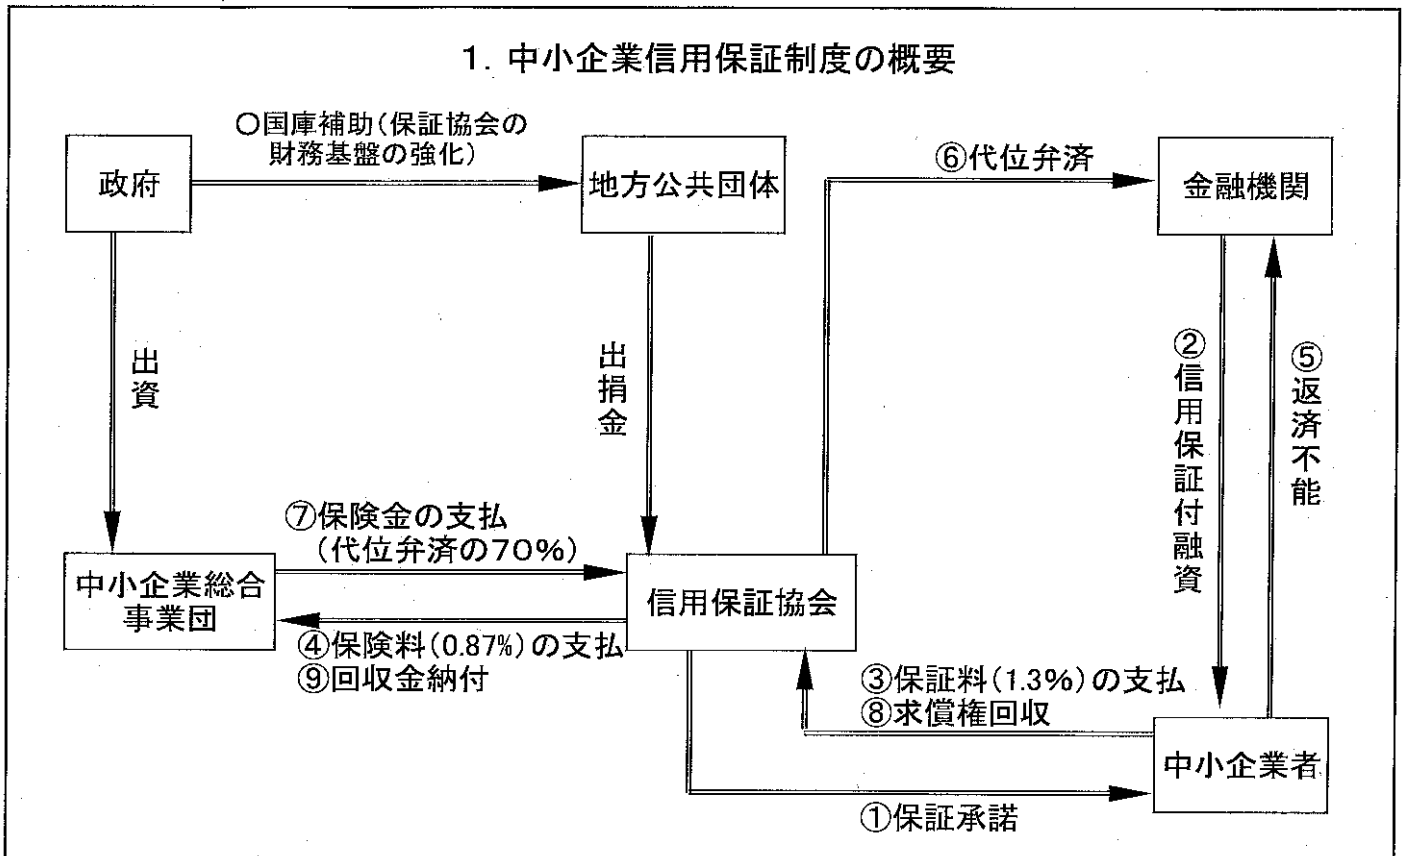 1. 中小企業信用保証制度の概要
○国庫補助(保証協会の
財務基盤の強化)
政府
地方公共団体
⑥代位弁済
金融機関
出資
出捐金
②信用保証付融資
⑤返済不能
⑦保険金の支払
(代位弁済の70%)
中小企業総合
事業団
信用保証協会
④保険料(0.87%)の支払
⑨回収金納付
③保証料(1.3%)の支払
⑧求償権回収
中小企業者
①保証承諾